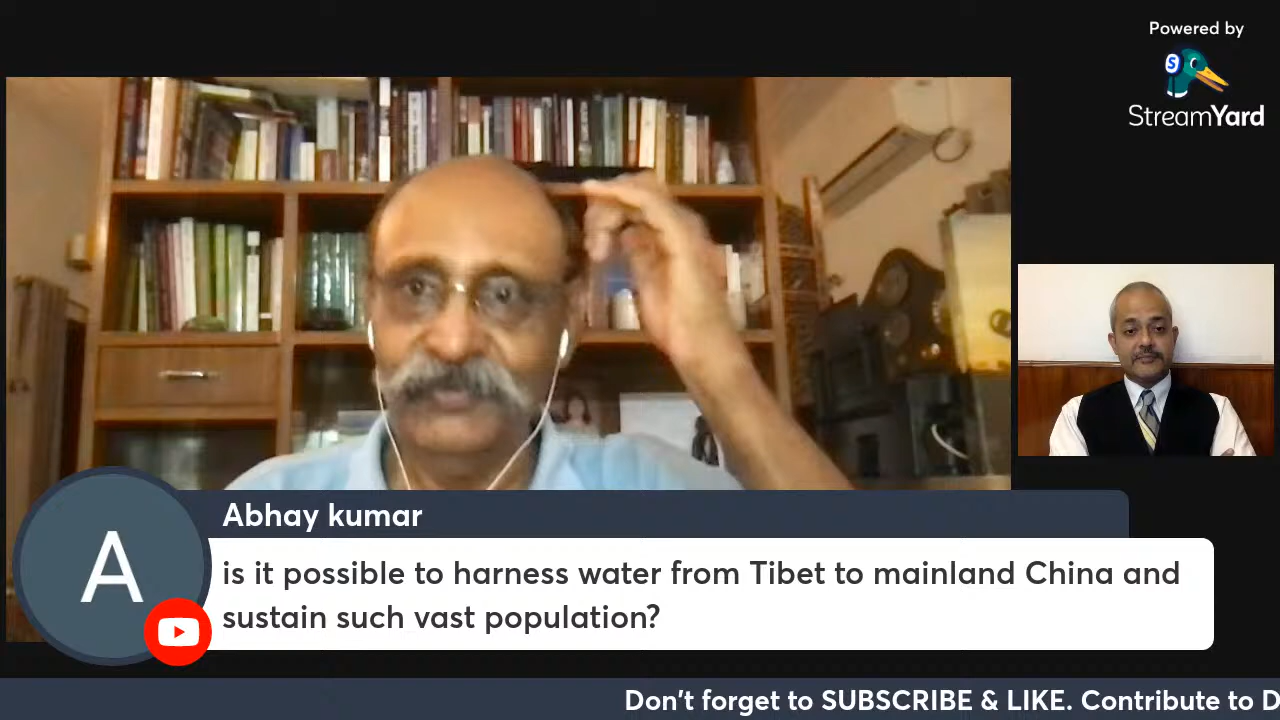 Powered by
S
StreamYard
Abhay kumar
A
is it possible to harness water from Tibet to mainland China and
sustain such vast population?
Don't forget to SUBSCRIBE & LIKE. Contribute to D